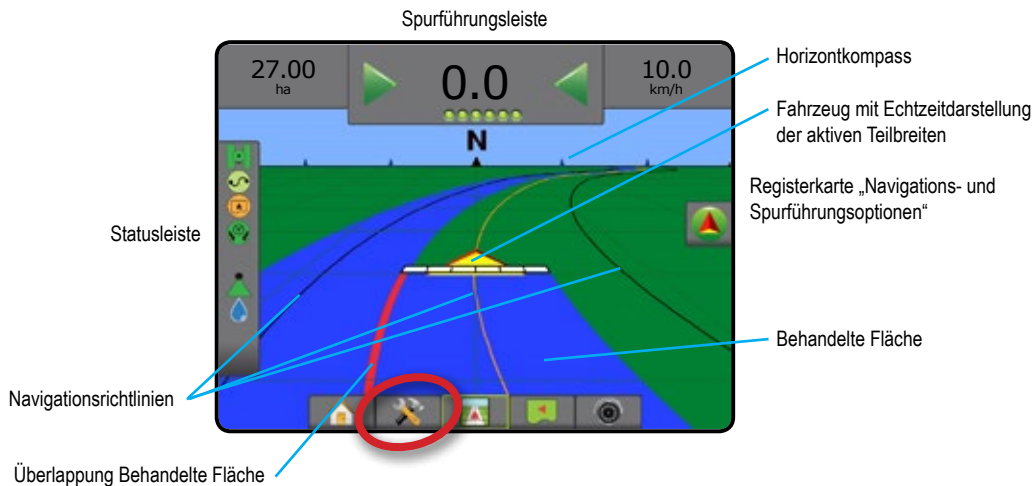 Spurführungsleiste
27.00
ha
0.0
10.0
km/h
N
Horizontkompass
Fahrzeug mit Echtzeitdarstellung
der aktiven Teilbreiten
Registerkarte „Navigations- und
Spurführungsoptionen“
Statusleiste
Behandelte Fläche
Navigationsrichtlinien
Überlappung Behandelte Fläche